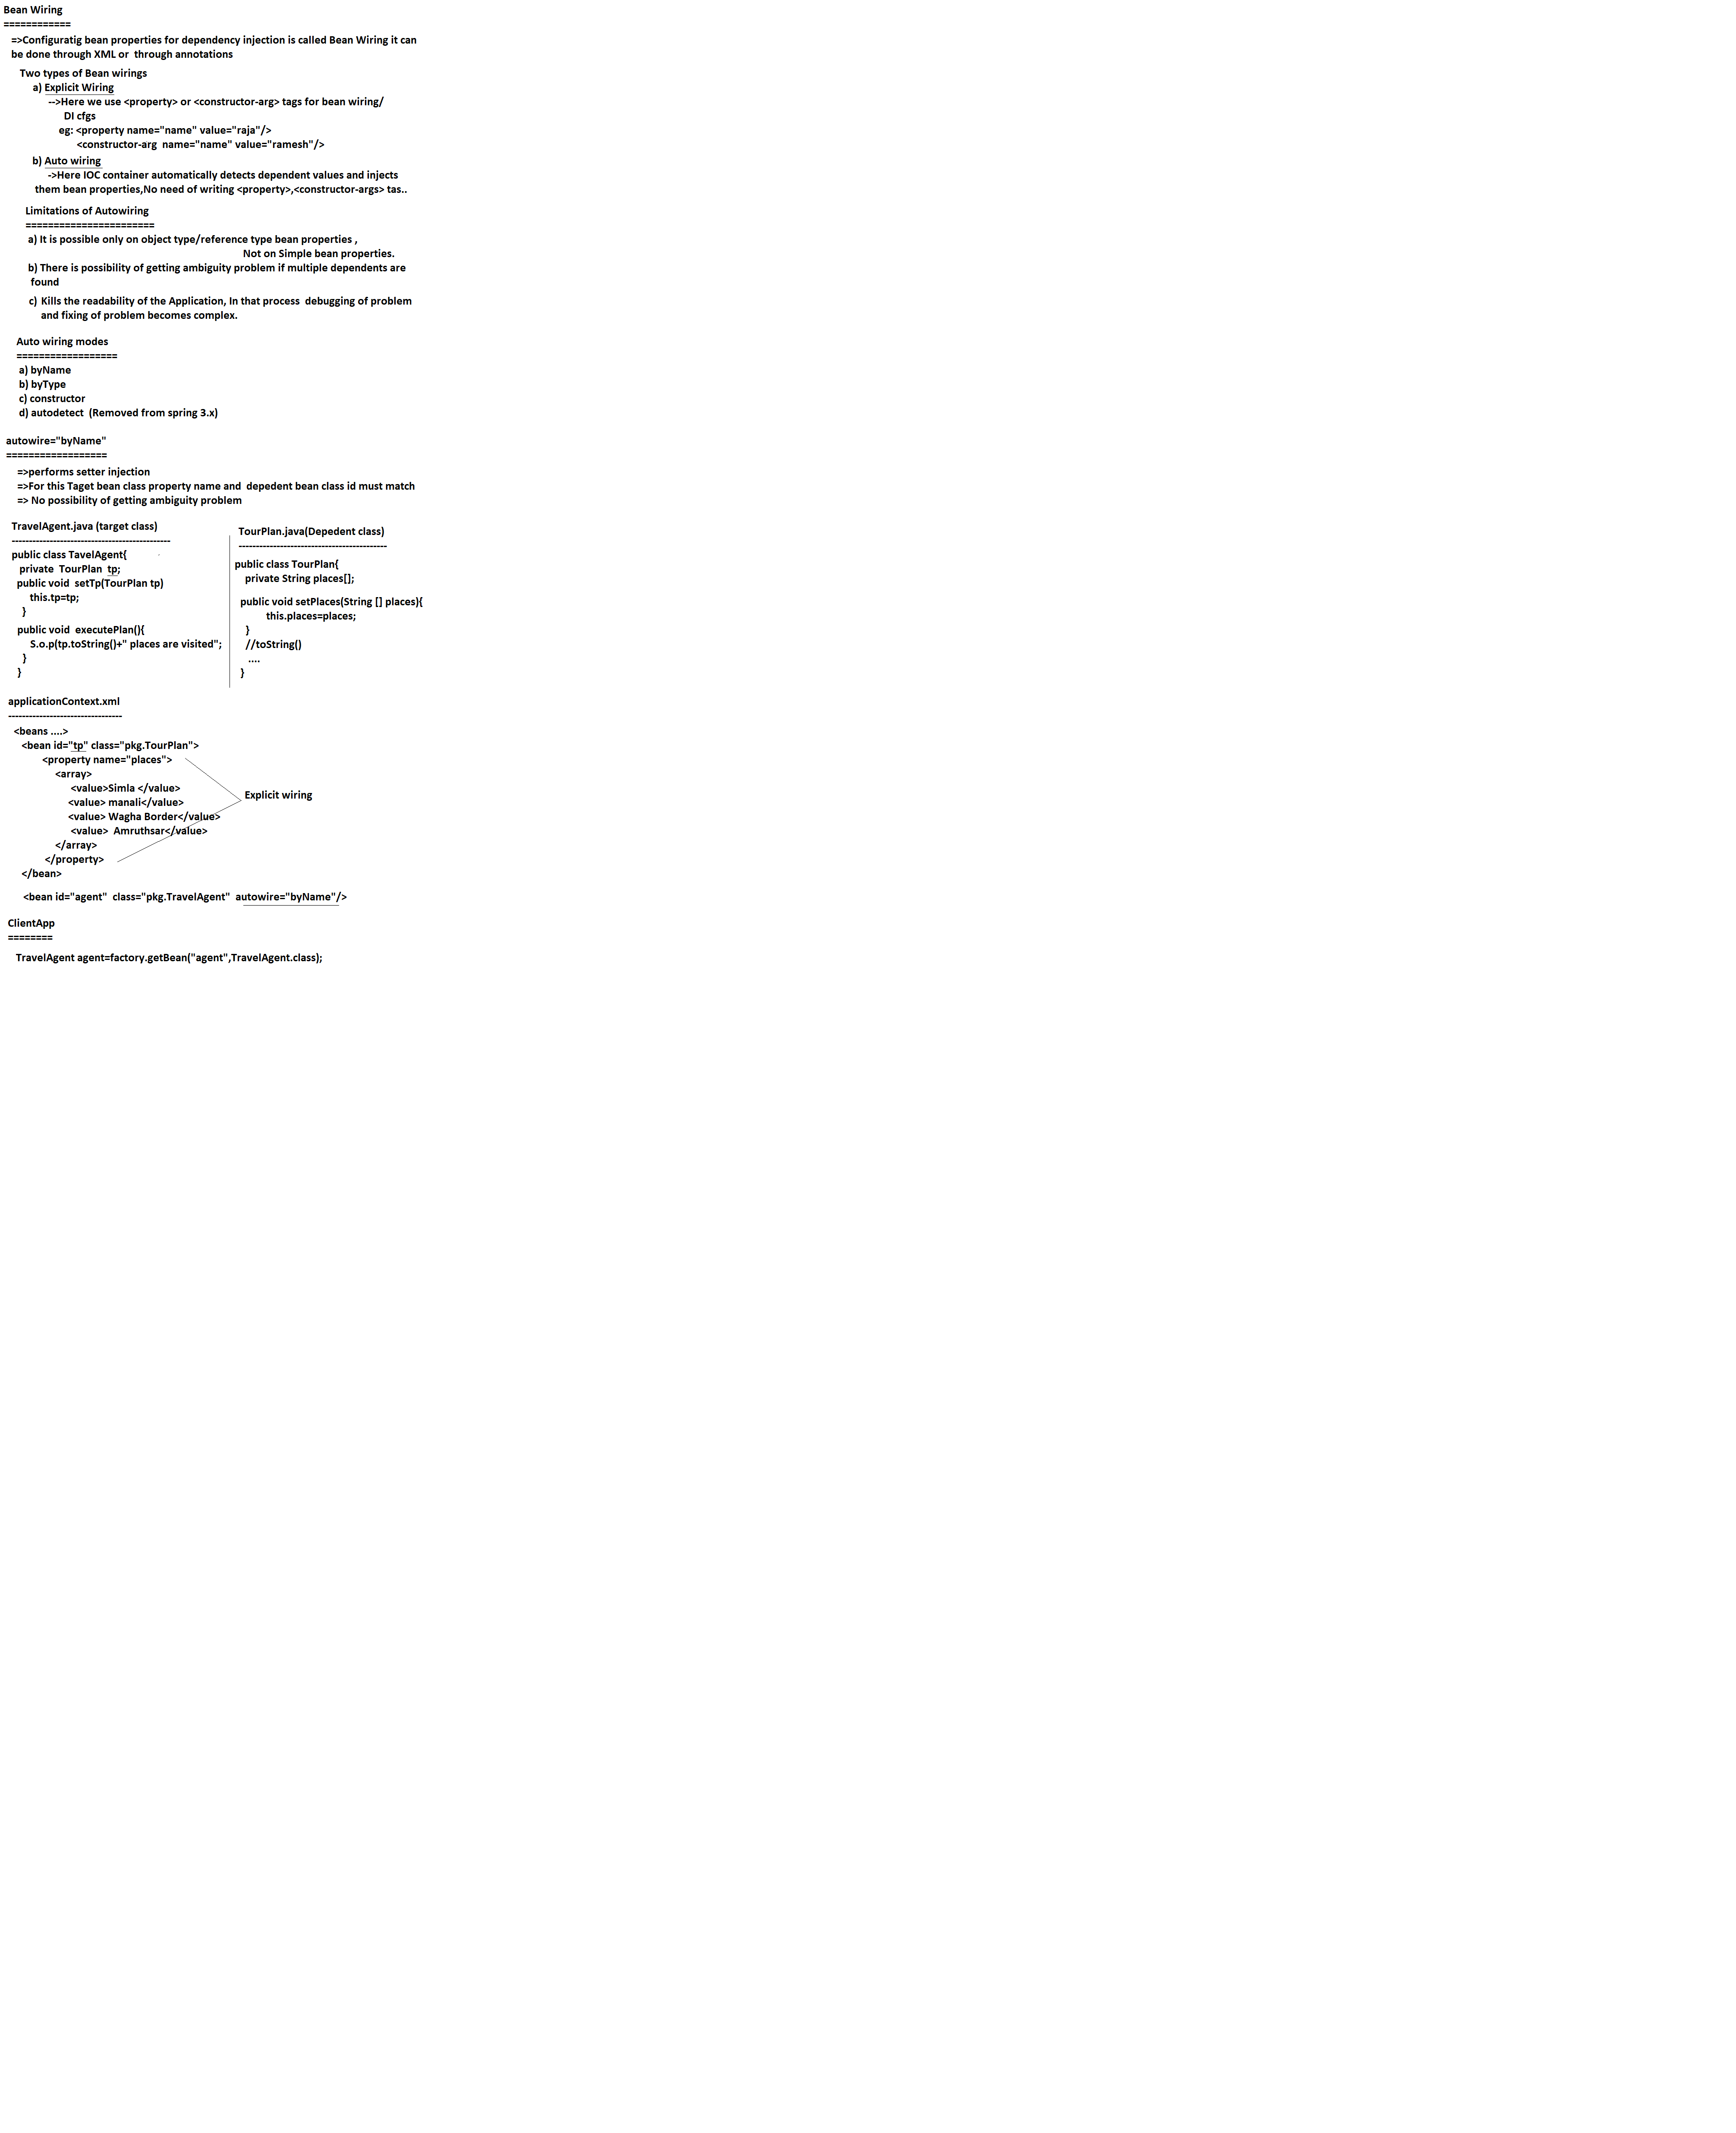 Bean Wiring
============
=>Configuratig bean properties for dependency injection is called Bean Wiring it can
be done through XML or  through annotations
Two types of Bean wirings
a) Explicit Wiring
-->Here we use <property> or <constructor-arg> tags for bean wiring/
DI cfgs
eg: <property name="name" value="raja"/>
<constructor-arg  name="name" value="ramesh"/>
b) Auto wiring
->Here IOC container automatically detects dependent values and injects
them bean properties,No need of writing <property>,<constructor-args> tas..
Limitations of Autowiring
=======================
a) It is possible only on object type/reference type bean properties ,
Not on Simple bean properties.
b) There is possibility of getting ambiguity problem if multiple dependents are
found
c)  Kills the readability of the Application, In that process  debugging of problem
and fixing of problem becomes complex.
Auto wiring modes
==================
a) byName
b) byType
c) constructor
d) autodetect  (Removed from spring 3.x)
autowire="byName"
==================
=>performs setter injection
=>For this Taget bean class property name and  depedent bean class id must match
=> No possibility of getting ambiguity problem
TravelAgent.java (target class)
----------------------------------------------
public class TavelAgent{
private  TourPlan  tp;
public void  setTp(TourPlan tp)
this.tp=tp;
}
public void  executePlan(){
S.o.p(tp.toString()+" places are visited";
}
}
TourPlan.java(Depedent class)
-------------------------------------------
public class TourPlan{
private String places[];
public void setPlaces(String [] places){
this.places=places;
}
//toString()
....
}
applicationContext.xml
---------------------------------
<beans ....>
<bean id="tp" class="pkg.TourPlan">
<property name="places">
<array>
<value>Simla </value>
<value> manali</value>
<value> Wagha Border</value>
<value>  Amruthsar</value>
</array>
</property>
</bean>
Explicit wiring
<bean id="agent"  class="pkg.TravelAgent"  autowire="byName"/>
ClientApp
========
TravelAgent agent=factory.getBean("agent",TravelAgent.class);